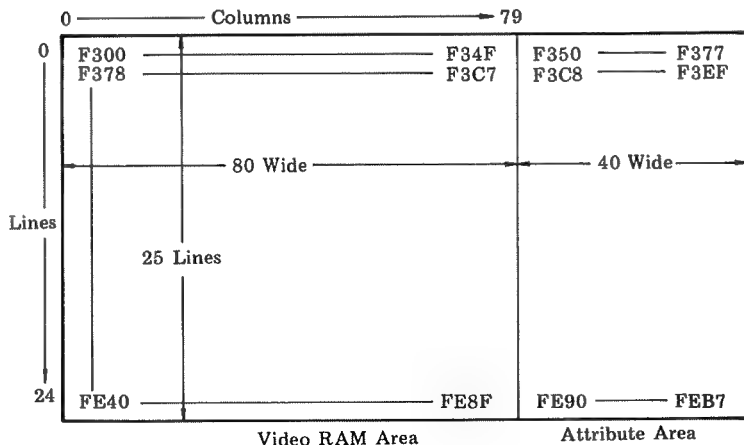 0 Columns 79
0 F300 F34F F350 F377
F378 F3C7 F3C8 F3EF
80 Wide 40 Wide
Lines
25 Lines
24 FE40 FE8F FE90 FEB7
Video RAM Area Attribute Area